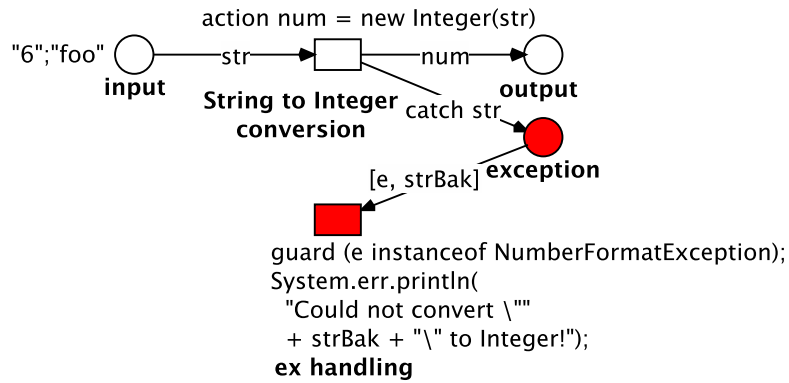 action num = new Integer(str)
"6";"foo"
str
num
input
output
String to Integer
conversion
catch str
exception
[e, strBak]
guard (e instanceof NumberFormatException);
System.err.println(
"Could not convert \""
+ strBak + "\" to Integer!");
ex handling